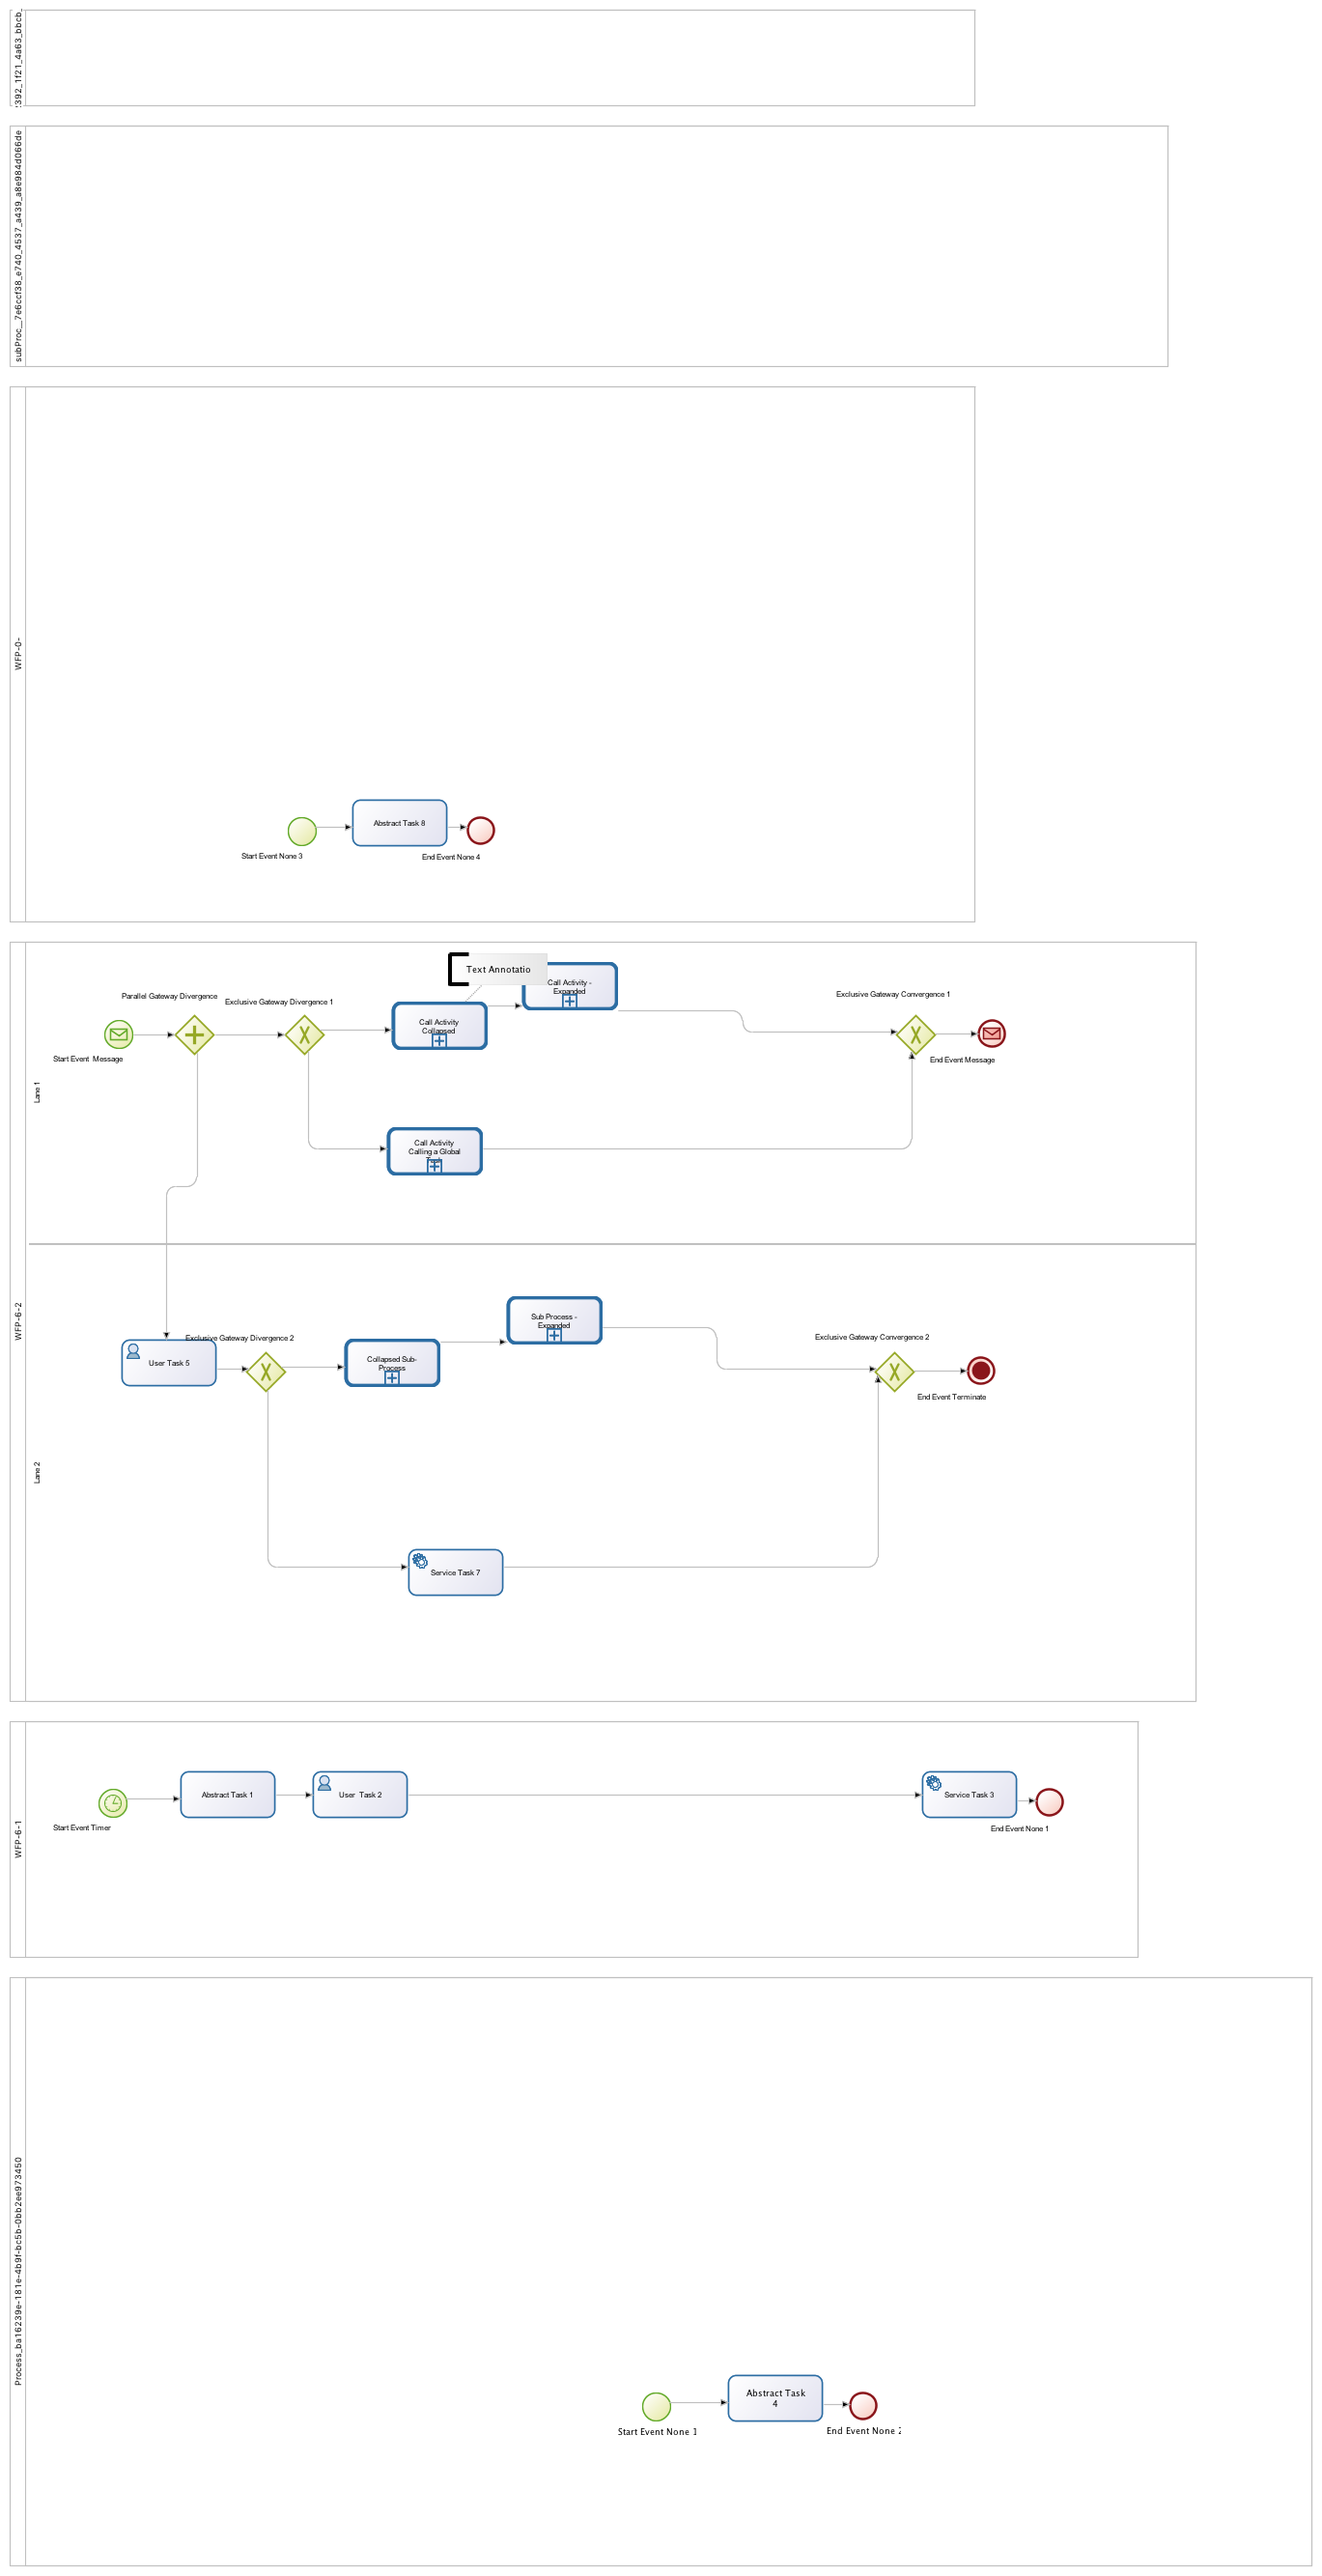 :392_1f21_4a63_bbcb_
subProc__7e6ccf38_e740_4537_a439_a8e984d066de
WFP-0-
Abstract Task 8
Start Event None 3
End Event None 4
WFP-6-2
Lane 1
Text Annotatio
Call Activity -
Expanded
Parallel Gateway Divergence
Exclusive Gateway Divergence 1
Exclusive Gateway Convergence 1
Call Activity
Collapsed
Start Event  Message
End Event Message
Call Activity
Calling a Global
Lane 2
Sub Process -
Expanded
Exclusive Gateway Divergence 2
Exclusive Gateway Convergence 2
User Task 5
Collapsed Sub-
Process
End Event Terminate
Service Task 7
WFP-6-1
Abstract Task 1
User  Task 2
Service Task 3
Start Event Timer
End Event None 1
Process_ba16239e-181e-4b9f-bc5b-0bb2ee973450
Abstract Task
4
Start Event None 1
End Event None 2